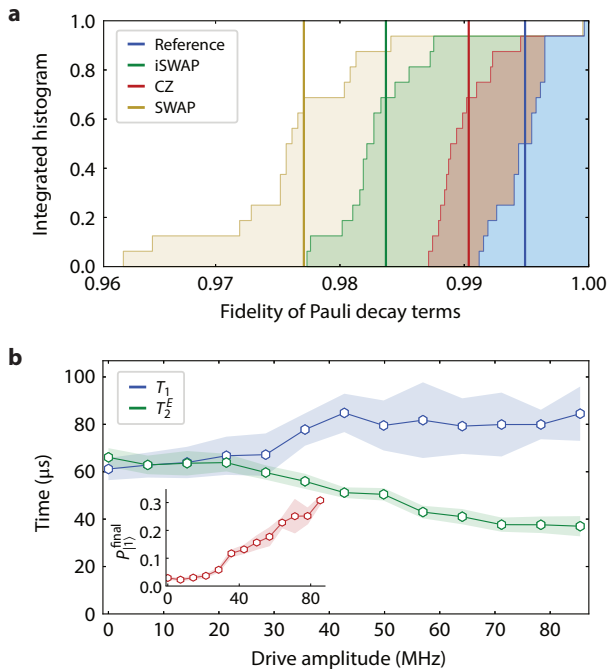 a
1.0
0.8
0.6
0.4
0.2
0.0
Integrated histogram
Reference
iSWAP
CZ
SWAP
0.96 0.97 0.98 0.99 1.00
Fidelity of Pauli decay terms
b
100
80
60
40
20
0
Time (μs)
T₁
T₂ᴱ
0.3
0.2
0.1
0.0
P|1⟩^final
0 40 80
0 10 20 30 40 50 60 70 80
Drive amplitude (MHz)